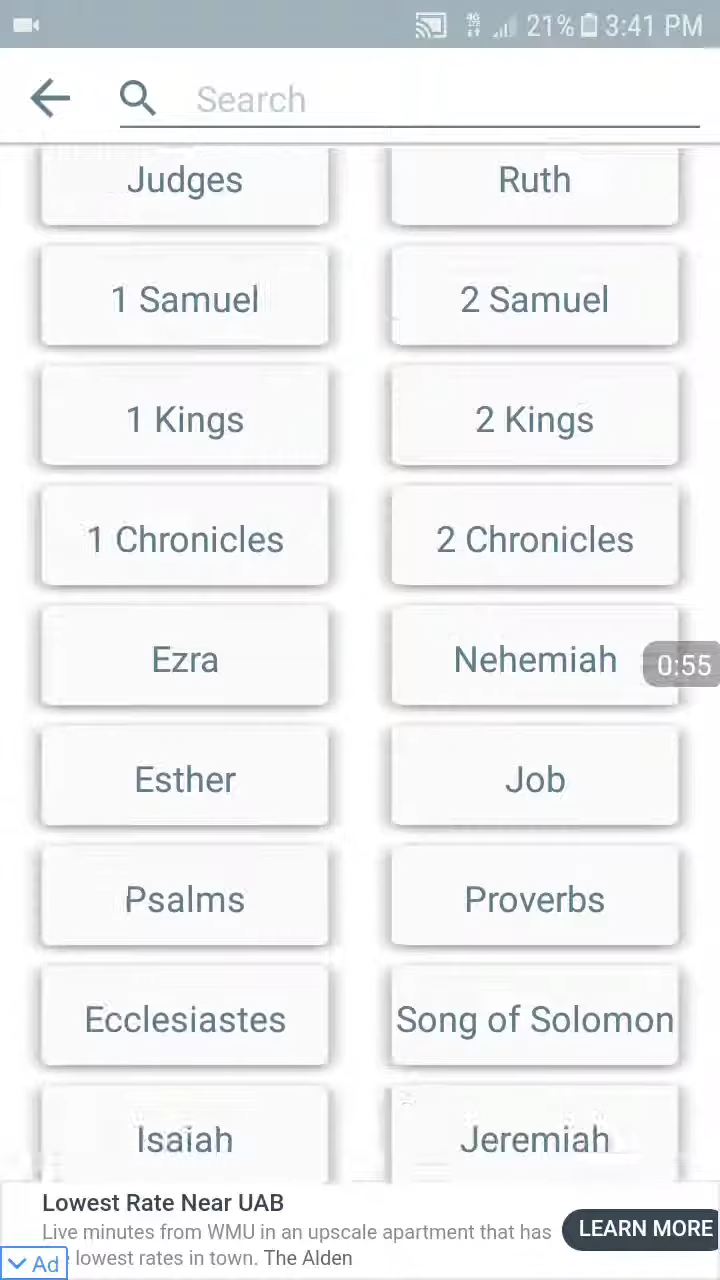 21% 3:41 PM
Search
Judges
Ruth
1 Samuel
2 Samuel
1 Kings
2 Kings
1 Chronicles
2 Chronicles
Ezra
Nehemiah
0:55
Esther
Job
Psalms
Proverbs
Ecclesiastes
Song of Solomon
Isaiah
Jeremiah
Lowest Rate Near UAB
Live minutes from WMU in an upscale apartment that has
lowest rates in town. The Alden
LEARN MORE
Ad